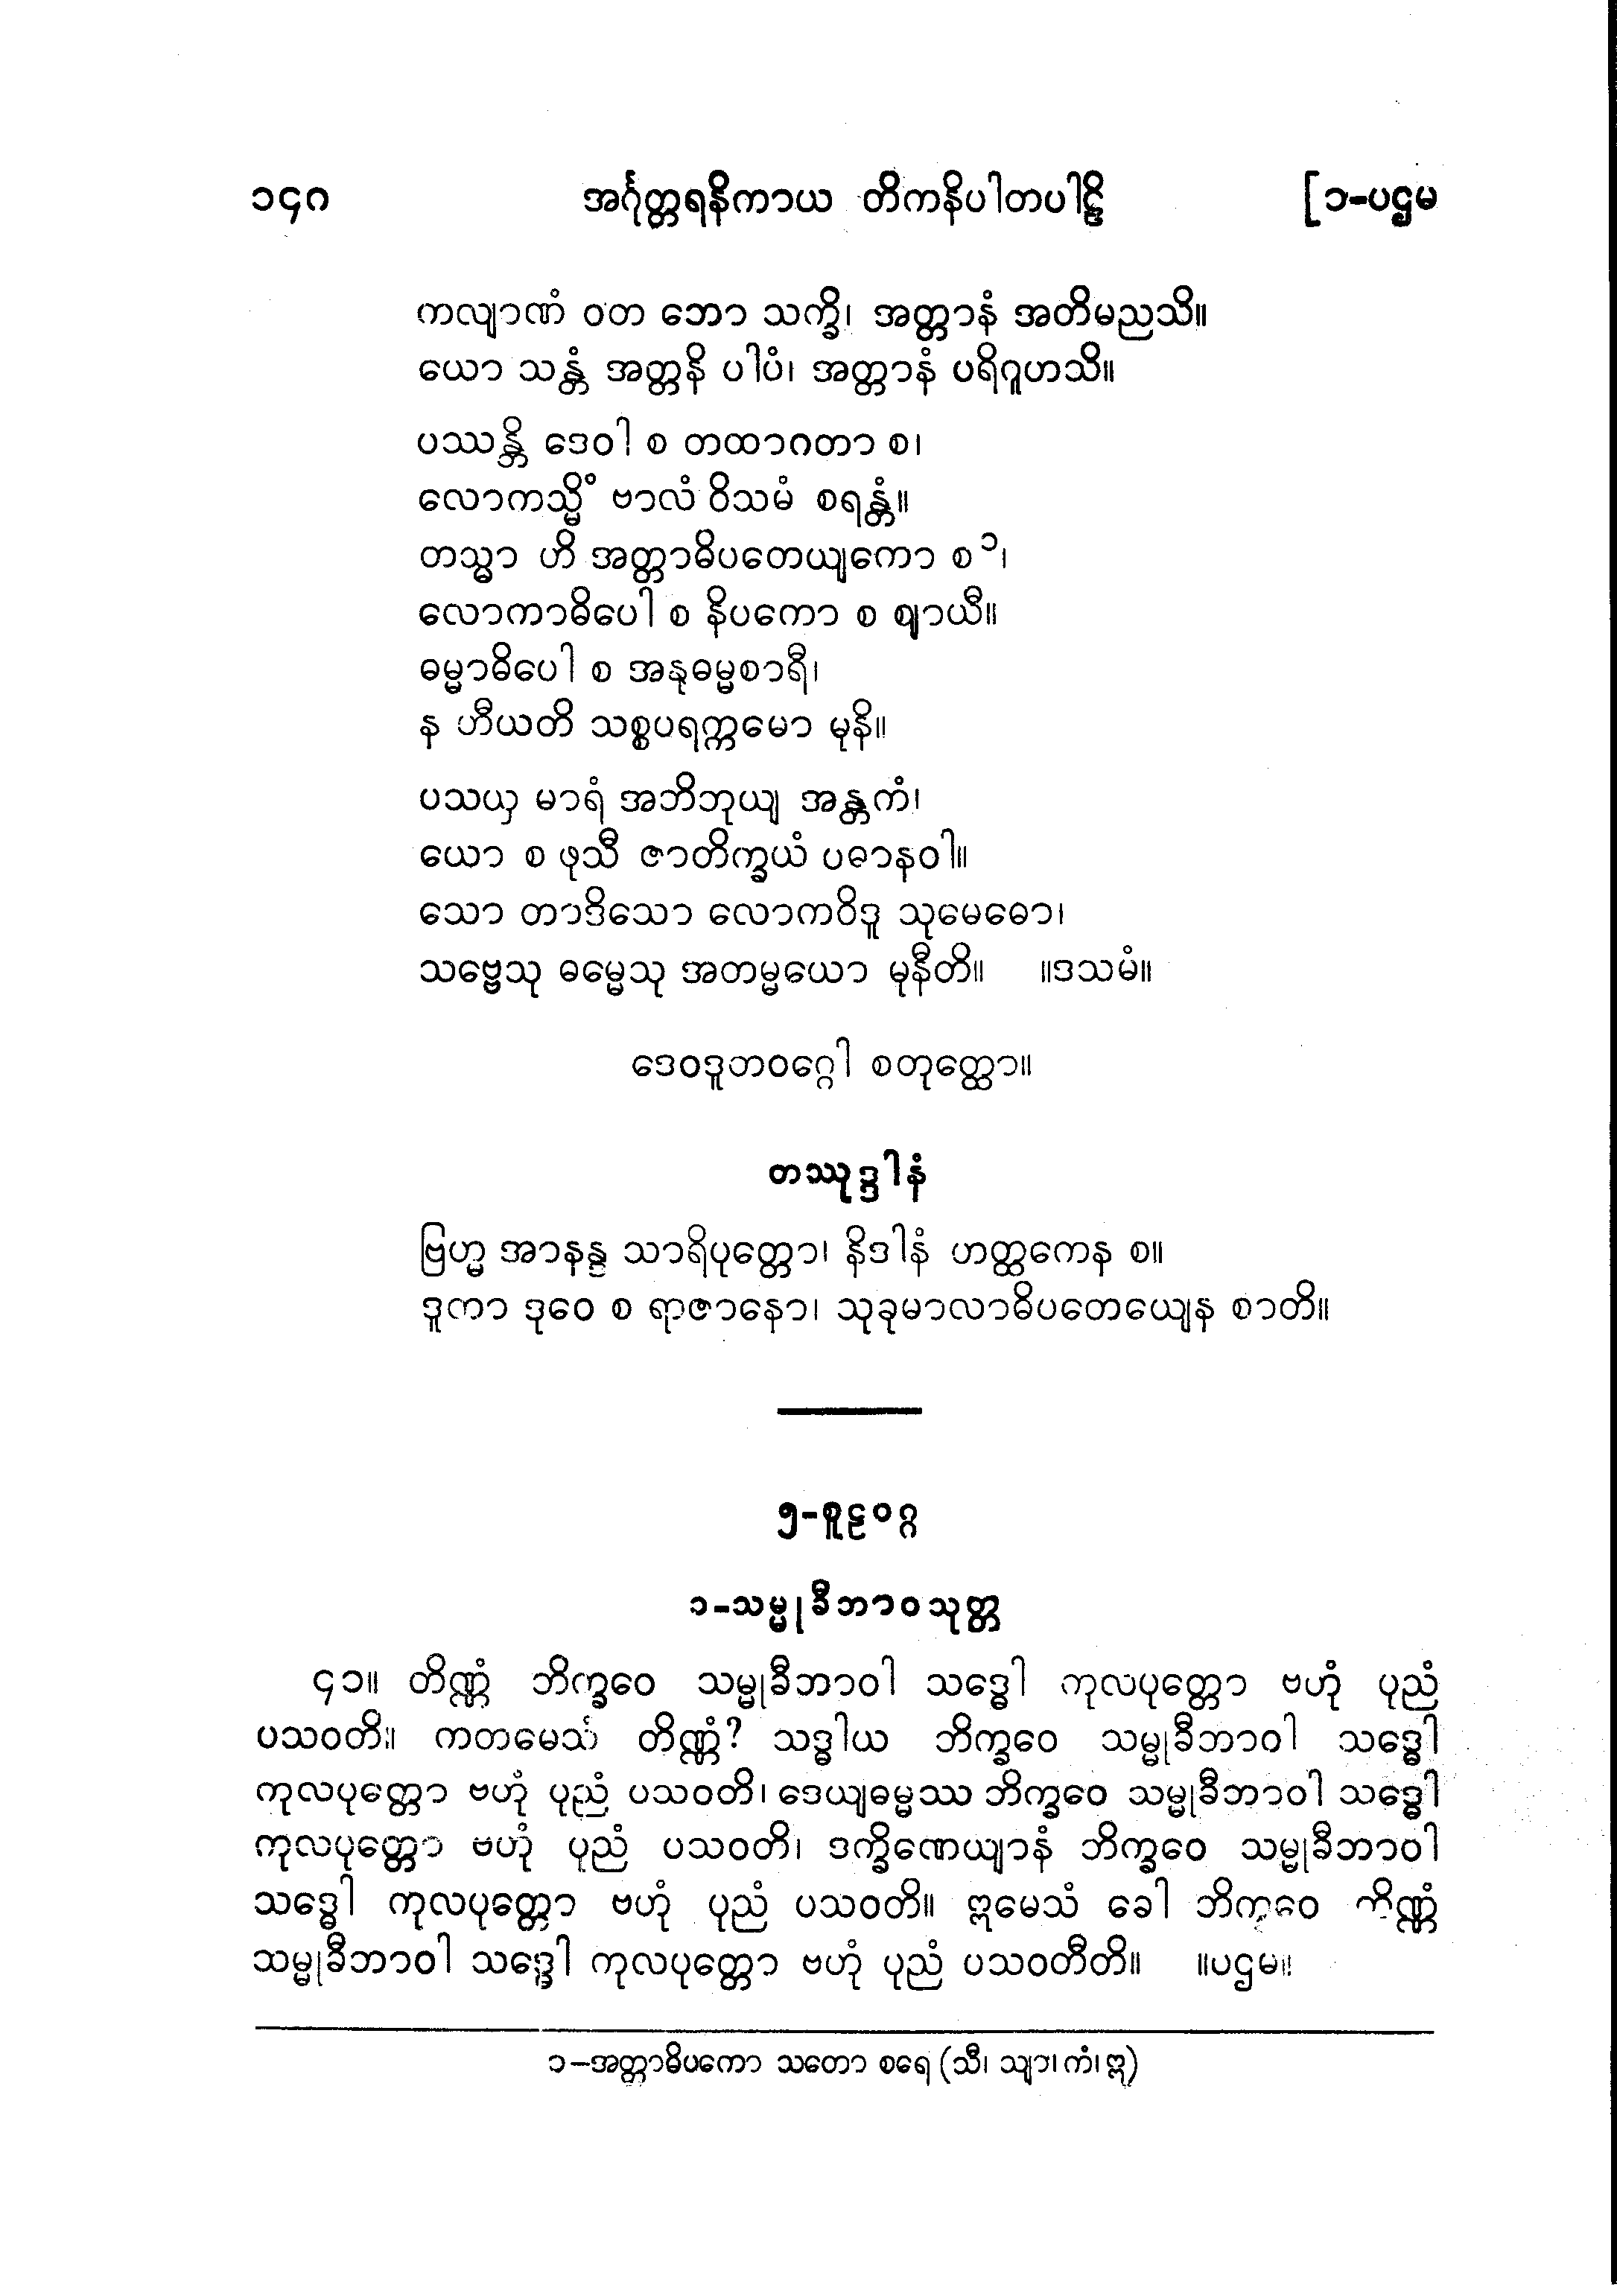 ၁၄၈ အင်္ဂုတ္တရနိကာယ တိကနိပါတပါဠိ [၁-ပဌမ
ကလျာဏံ ဝတ ဘော သက္ခိ၊ အတ္တာနံ အတိမညသိ။
ယော သန္တံ အတ္တနိ ပါပံ၊ အတ္တာနံ ပရိဂူဟသိ။
ပဿန္တိ ဒေဝါ စ တထာဂတာ စ၊
လောကသ္မိံ ဗာလံ ဝိသမံ စရန္တံ။
တသ္မာ ဟိ အတ္တာဓိပတေယျကော စ ၁၊
လောကာဓိပေါ စ နိပကော စ ဈာယီ။
ဓမ္မာဓိပေါ စ အနုဓမ္မစာရီ၊
န ဟီယတိ သစ္စပရက္ကမော မုနိ။
ပသယှ မာရံ အဘိဘုယျ အန္တကံ၊
ယော စ ဖုသီ ဇာတိက္ခယံ ပဓာနဝါ။
သော တာဒိသော လောကဝိဒူ သုမေဓော၊
သဗ္ဗေသု ဓမ္မေသု အတမ္မယော မုနီတိ။ ။ဒသမံ။
ဒေဝဒူတဝဂ္ဂေါ စတုတ္ထော။
တဿုဒ္ဒါနံ
ဗြဟ္မ အာနန္ဒ သာရိပုတ္တော၊ နိဒါနံ ဟတ္ထကေန စ။
ဒူတာ ဒုဝေ စ ရာဇာနော၊ သုခုမာလာဓိပတေယျေန စာတိ။
၅-စူဠဝဂ္ဂ
၁-သမ္မုခီဘာဝသုတ္တ
၄၁။ တိဏ္ဏံ ဘိက္ခဝေ သမ္မုခီဘာဝါ သဒ္ဓေါ ကုလပုတ္တော ဗဟုံ ပုညံ
ပသဝတိ။ ကတမေသံ တိဏ္ဏံ? သဒ္ဓါယ ဘိက္ခဝေ သမ္မုခီဘာဝါ သဒ္ဓေါ
ကုလပုတ္တော ဗဟုံ ပုညံ ပသဝတိ၊ ဒေယျဓမ္မဿ ဘိက္ခဝေ သမ္မုခီဘာဝါ သဒ္ဓေါ
ကုလပုတ္တော ဗဟုံ ပုညံ ပသဝတိ၊ ဒက္ခိဏေယျာနံ ဘိက္ခဝေ သမ္မုခီဘာဝါ
သဒ္ဓေါ ကုလပုတ္တော ဗဟုံ ပုညံ ပသဝတိ။ ဣမေသံ ခေါ ဘိက္ခဝေ တိဏ္ဏံ
သမ္မုခီဘာဝါ သဒ္ဓေါ ကုလပုတ္တော ဗဟုံ ပုညံ ပသဝတီတိ။ ။ပဌမ။
၁-အတ္တာဓိပကော သတော စရေ (သီ၊ သျာ၊ ကံ၊ ဣ)